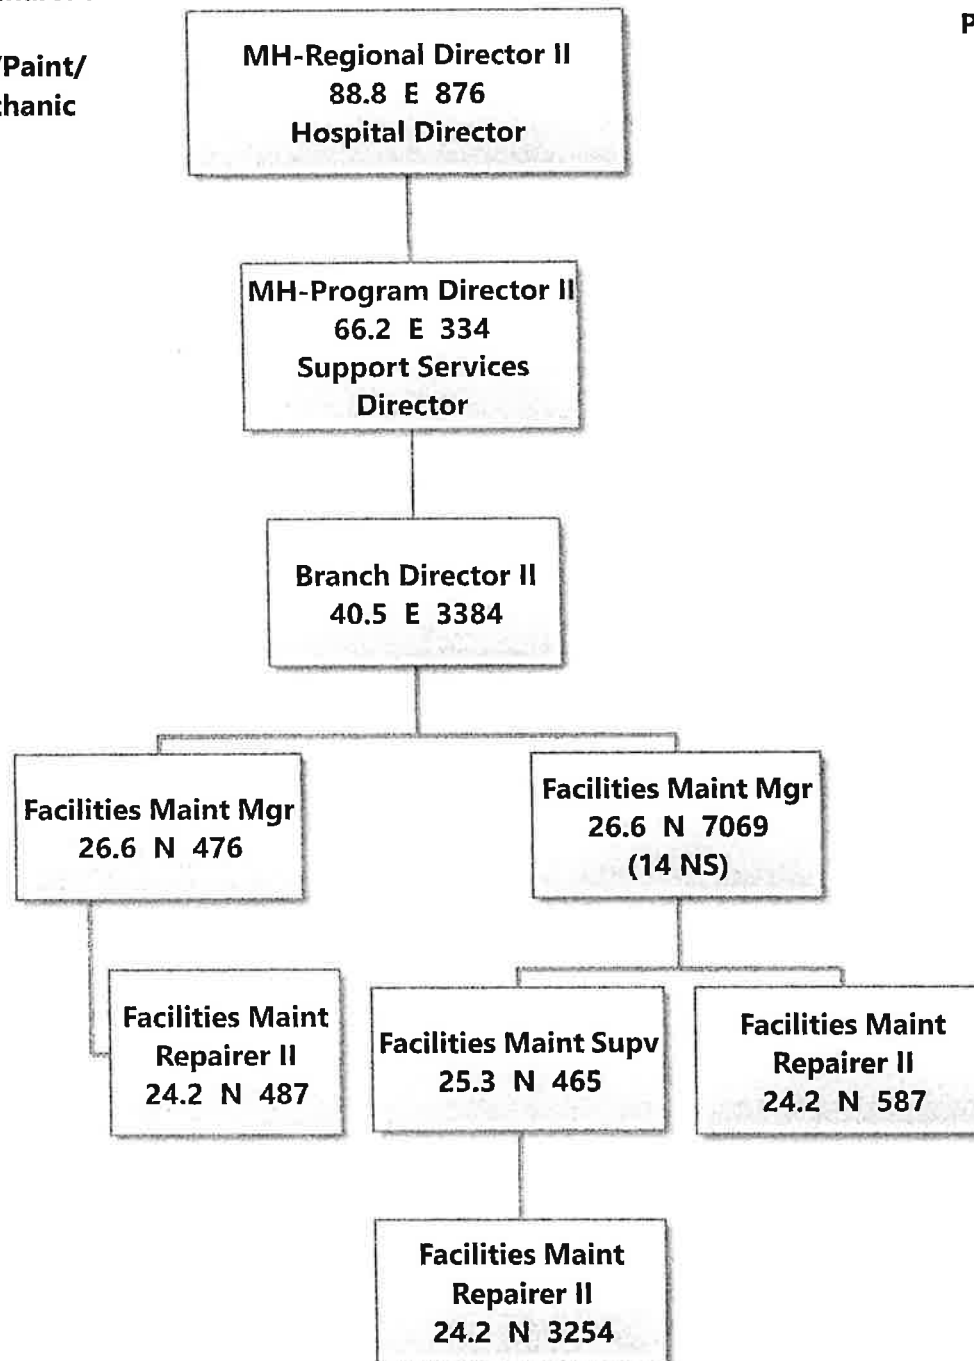 /Paint/
hanic
P
MH-Regional Director II
88.8 E 876
Hospital Director
MH-Program Director II
66.2 E 334
Support Services
Director
Branch Director II
40.5 E 3384
Facilities Maint Mgr
26.6 N 476
Facilities Maint Mgr
26.6 N 7069
(14 NS)
Facilities Maint
Repairer II
24.2 N 487
Facilities Maint Supv
25.3 N 465
Facilities Maint
Repairer II
24.2 N 587
Facilities Maint
Repairer II
24.2 N 3254